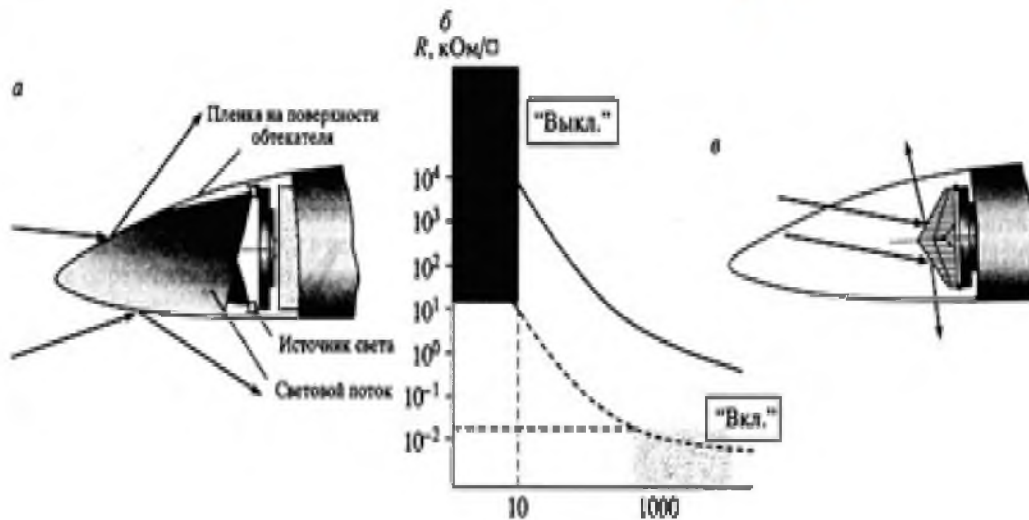 а
Пленка на поверхности
обтекателя
Источник света
Световой поток
б
R, кОм/□
"Выкл."
10⁴
10³
10²
10¹
10⁰
10⁻¹
10⁻²
"Вкл."
10
1000
в